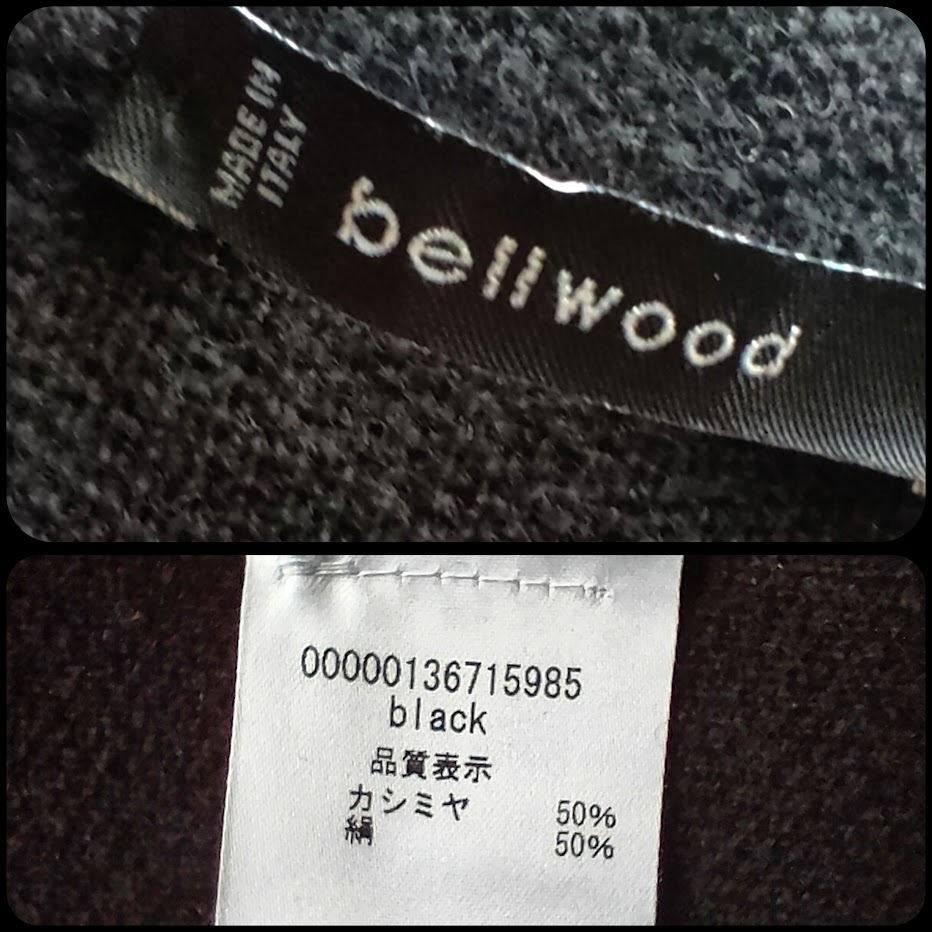 MADE IN
ITALY
bellwood
00000136715985
black
品質表示
カシミヤ 50%
絹 50%